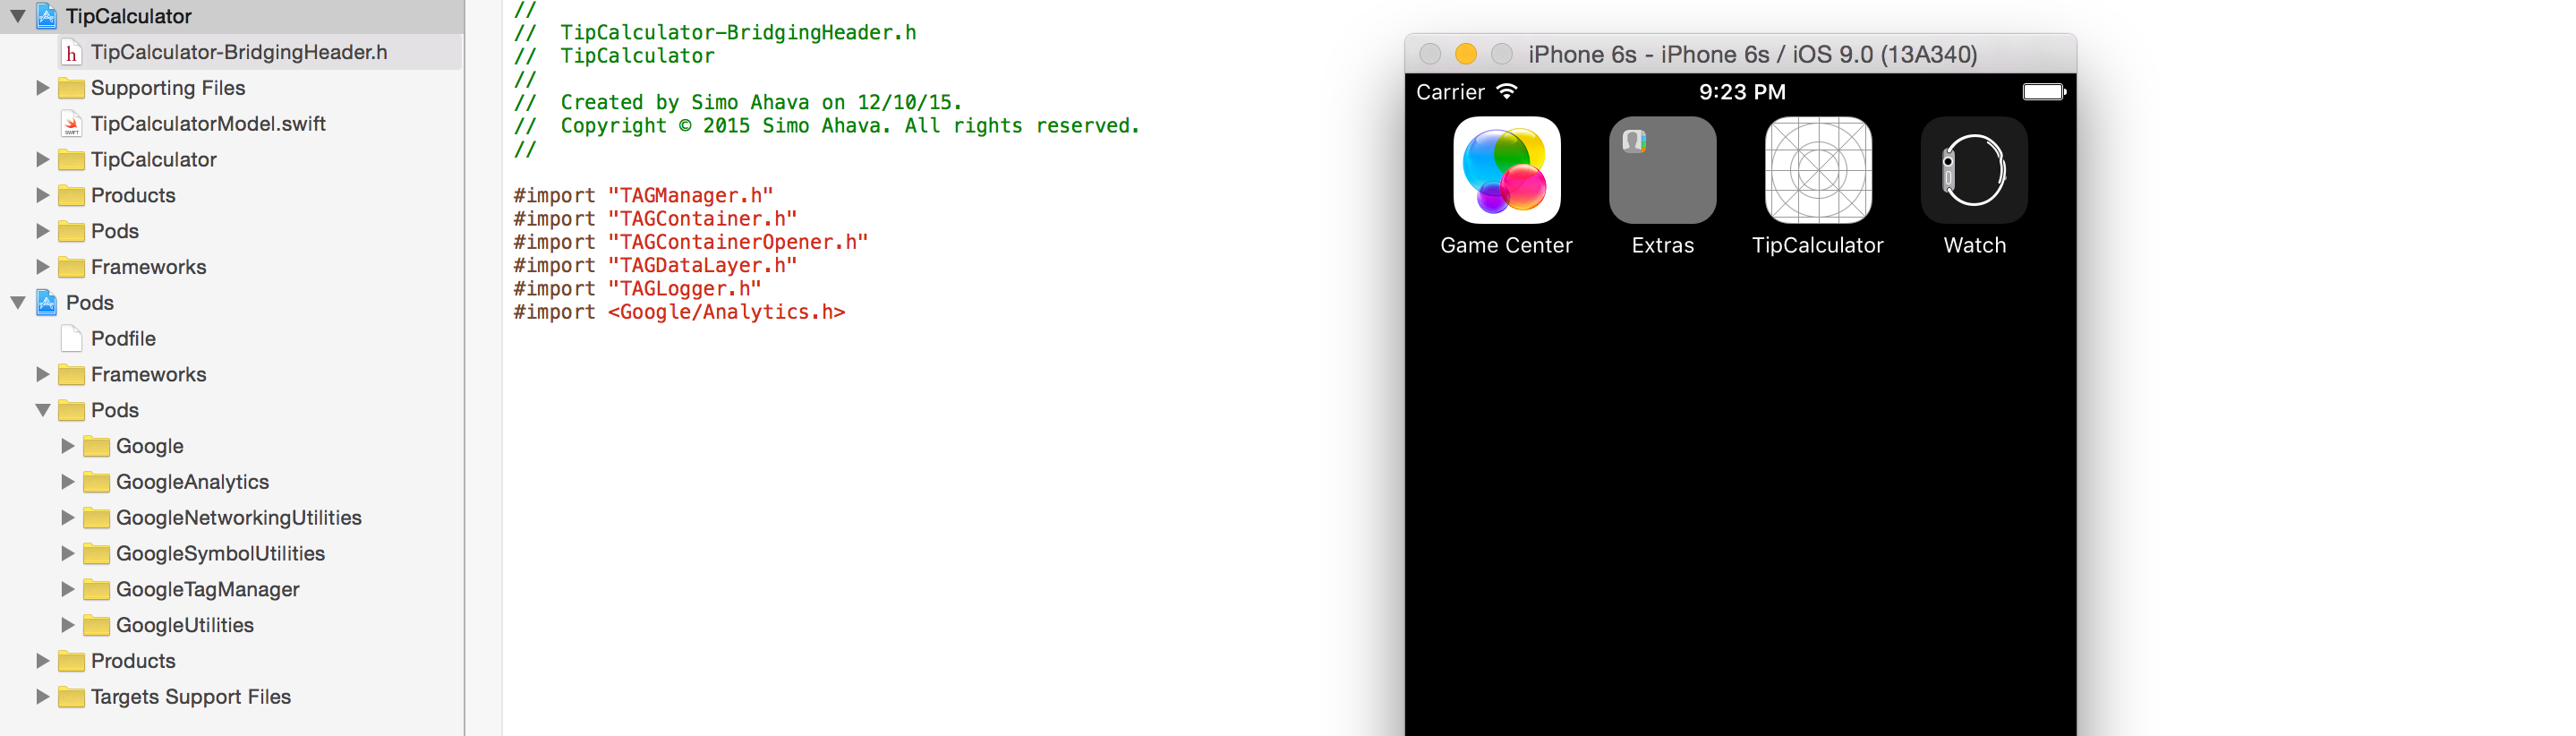 TipCalculator
TipCalculator-BridgingHeader.h
Supporting Files
TipCalculatorModel.swift
TipCalculator
Products
Pods
Frameworks
Pods
Podfile
Frameworks
Pods
Google
GoogleAnalytics
GoogleNetworkingUtilities
GoogleSymbolUtilities
GoogleTagManager
GoogleUtilities
Products
Targets Support Files
//
//  TipCalculator-BridgingHeader.h
//  TipCalculator
//
//  Created by Simo Ahava on 12/10/15.
//  Copyright © 2015 Simo Ahava. All rights reserved.
//
#import "TAGManager.h"
#import "TAGContainer.h"
#import "TAGContainerOpener.h"
#import "TAGDataLayer.h"
#import "TAGLogger.h"
#import <Google/Analytics.h>
iPhone 6s - iPhone 6s / iOS 9.0 (13A340)
Carrier 9:23 PM
Game Center Extras TipCalculator Watch